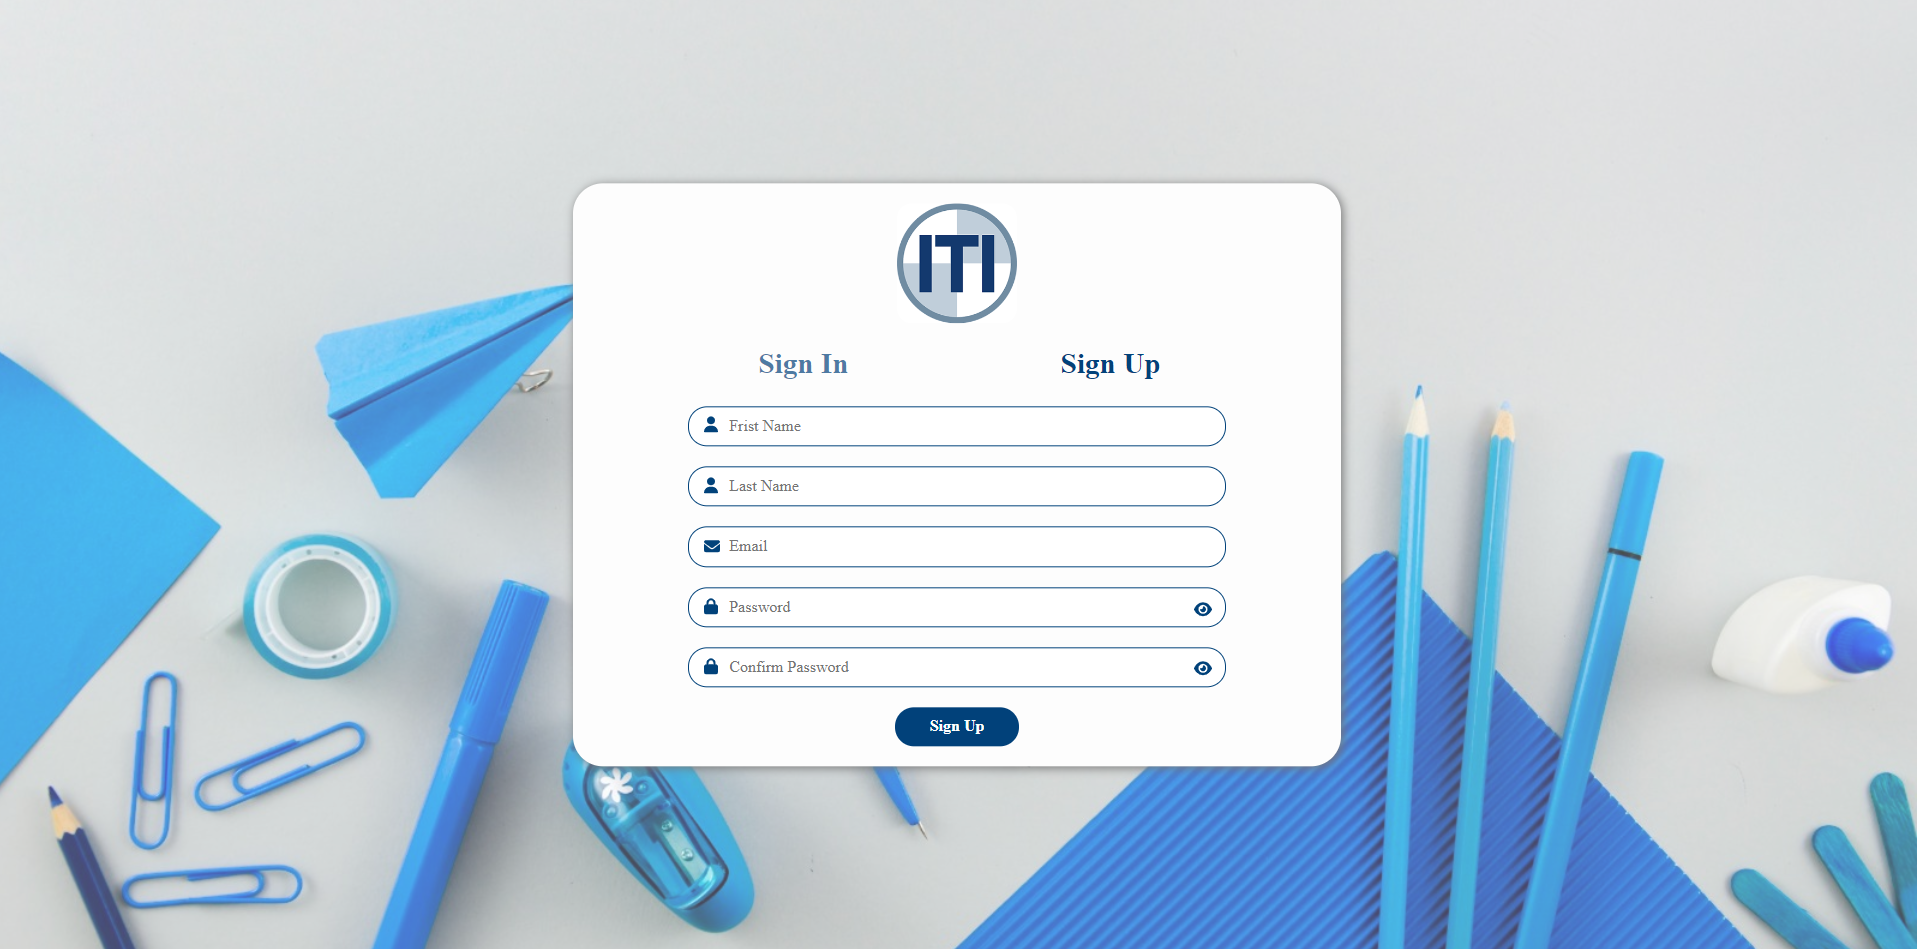 ITI
Sign In Sign Up
Frist Name
Last Name
Email
Password
Confirm Password
Sign Up